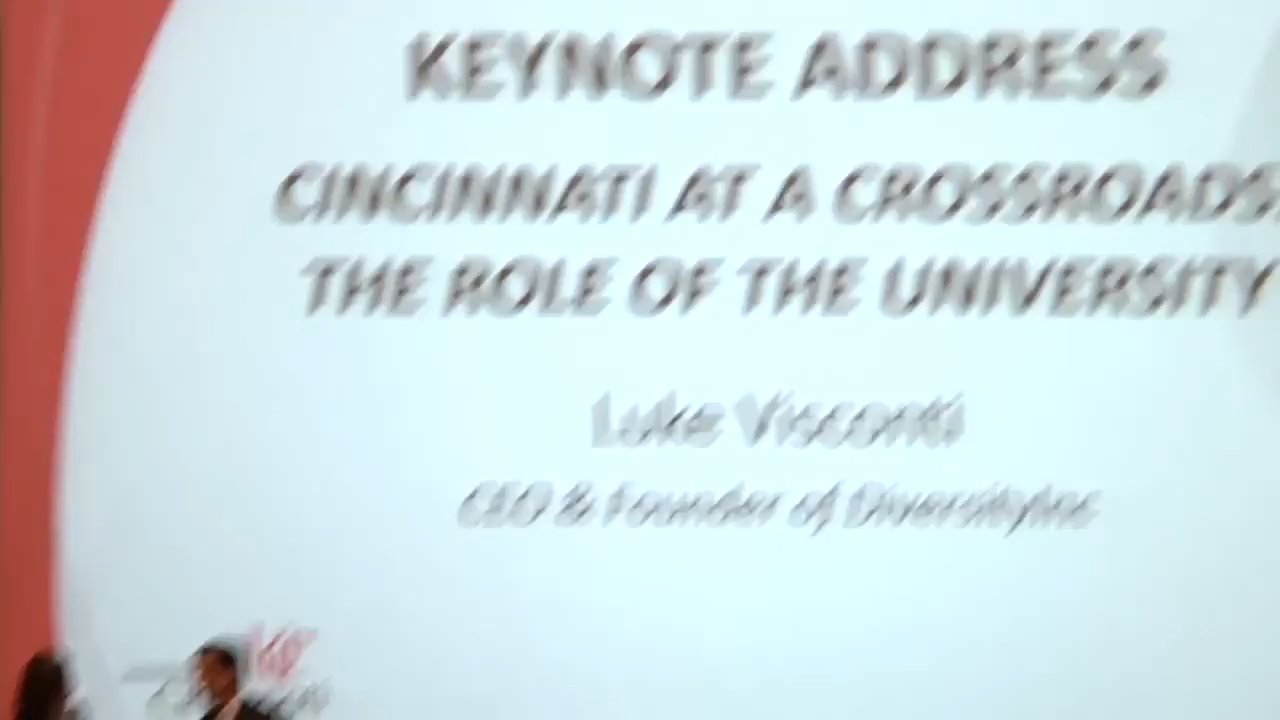 KEYNOTE ADDRESS
CINCINNATI AT A CROSSROADS:
THE ROLE OF THE UNIVERSITY
Luke Visconti
CEO & Founder of DiversityInc